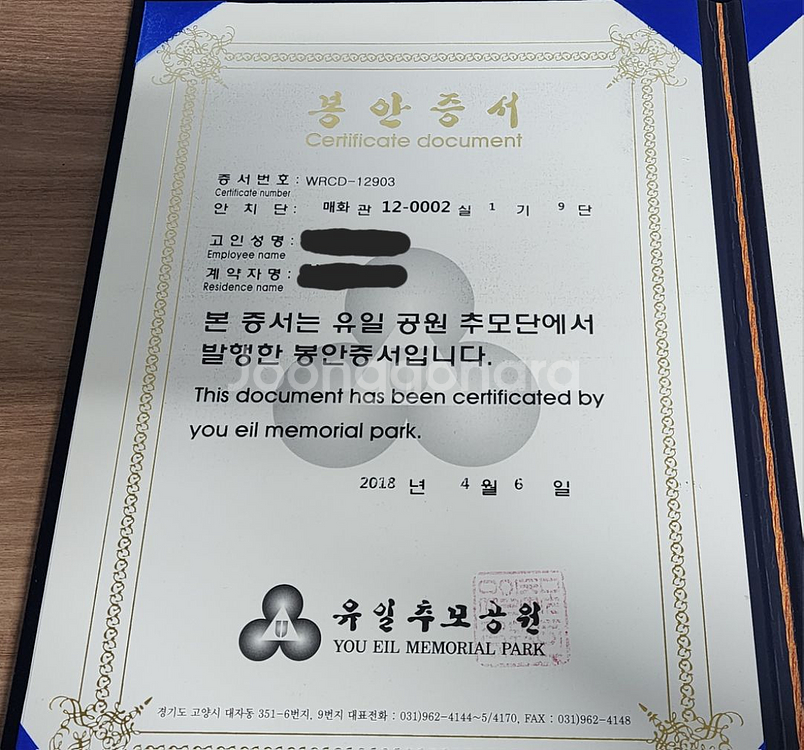 봉안증서
Certificate document
증서번호 : WRCD-12903
Certificate number
안 치 단 : 매화 관 12-0002 실 1 기 9 단
고인성명 :
Employee name
계약자명 :
Residence name
본 증서는 유일 공원 추모단에서
발행한 봉안증서입니다.
Joonggonara
This document has been certificated by
you eil memorial park.
2018 년 4 월 6 일
유일추모공원
YOU EIL MEMORIAL PARK
경기도 고양시 대자동 351-6번지, 9번지 대표전화 : 031)962-4144~5/4170, FAX : 031)962-4148